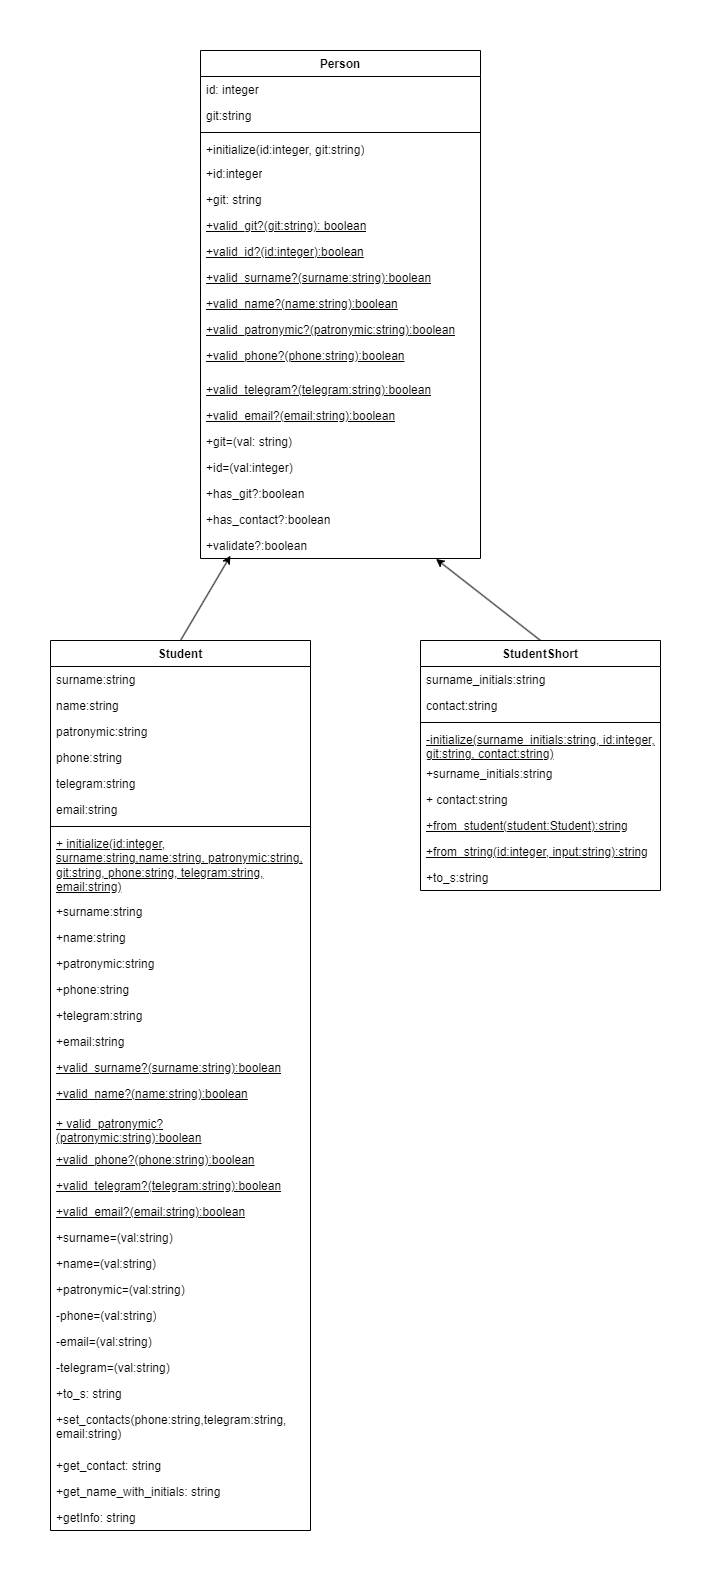 Person
id: integer
git:string
+initialize(id:integer, git:string)
+id:integer
+git: string
+valid_git?(git:string): boolean
+valid_id?(id:integer):boolean
+valid_surname?(surname:string):boolean
+valid_name?(name:string):boolean
+valid_patronymic?(patronymic:string):boolean
+valid_phone?(phone:string):boolean
+valid_telegram?(telegram:string):boolean
+valid_email?(email:string):boolean
+git=(val: string)
+id=(val:integer)
+has_git?:boolean
+has_contact?:boolean
+validate?:boolean
Student
surname:string
name:string
patronymic:string
phone:string
telegram:string
email:string
+ initialize(id:integer,
surname:string,name:string, patronymic:string,
git:string, phone:string, telegram:string,
email:string)
+surname:string
+name:string
+patronymic:string
+phone:string
+telegram:string
+email:string
+valid_surname?(surname:string):boolean
+valid_name?(name:string):boolean
+ valid_patronymic?
(patronymic:string):boolean
+valid_phone?(phone:string):boolean
+valid_telegram?(telegram:string):boolean
+valid_email?(email:string):boolean
+surname=(val:string)
+name=(val:string)
+patronymic=(val:string)
-phone=(val:string)
-email=(val:string)
-telegram=(val:string)
+to_s: string
+set_contacts(phone:string,telegram:string,
email:string)
+get_contact: string
+get_name_with_initials: string
+getInfo: string
StudentShort
surname_initials:string
contact:string
-initialize(surname_initials:string, id:integer,
git:string, contact:string)
+surname_initials:string
+ contact:string
+from_student(student:Student):string
+from_string(id:integer, input:string):string
+to_s:string